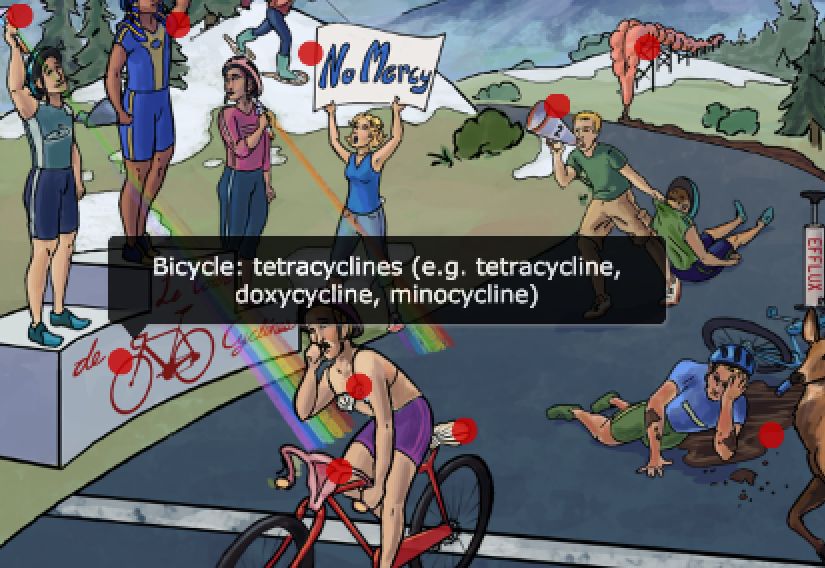 No Mercy
EFFLUX
Bicycle: tetracyclines (e.g. tetracycline,
doxycycline, minocycline)
de